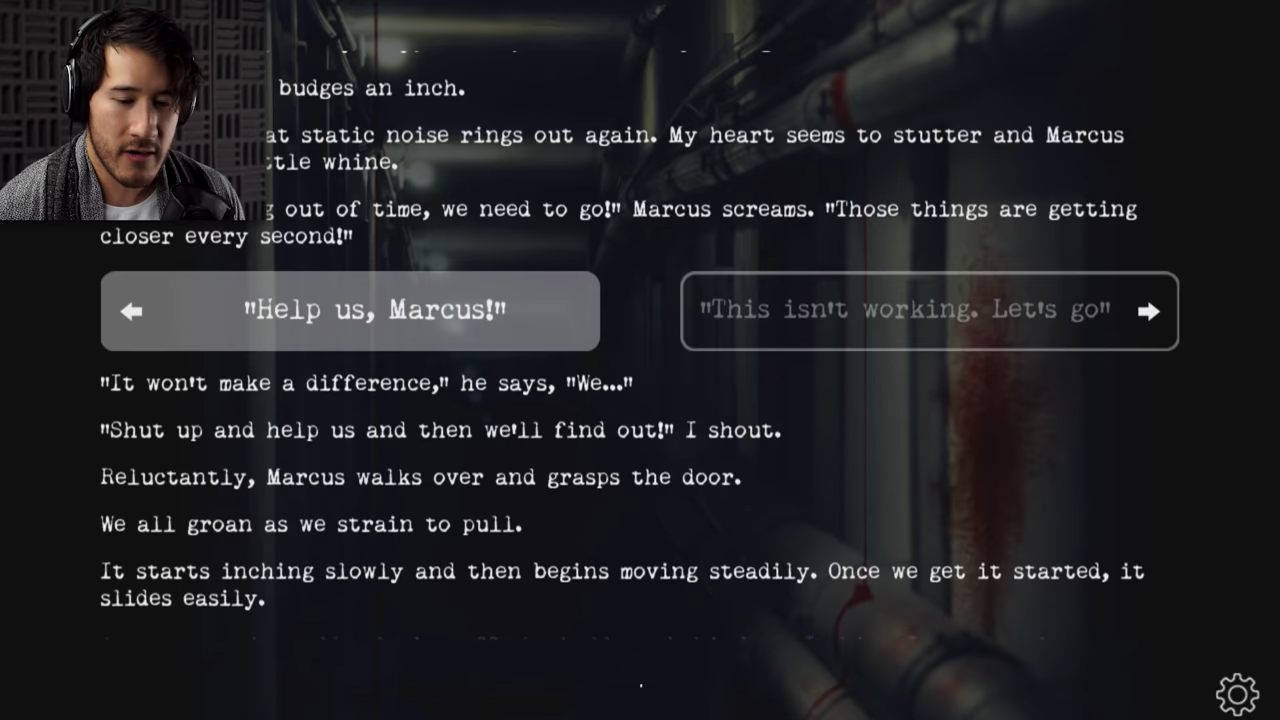 budges an inch.
at static noise rings out again. My heart seems to stutter and Marcus
tle whine.
out of time, we need to go!" Marcus screams. "Those things are getting
closer every second!"
"Help us, Marcus!"
"This isn't working. Let's go"
"It won't make a difference," he says, "We..."
"Shut up and help us and then we'll find out!" I shout.
Reluctantly, Marcus walks over and grasps the door.
We all groan as we strain to pull.
It starts inching slowly and then begins moving steadily. Once we get it started, it
slides easily.